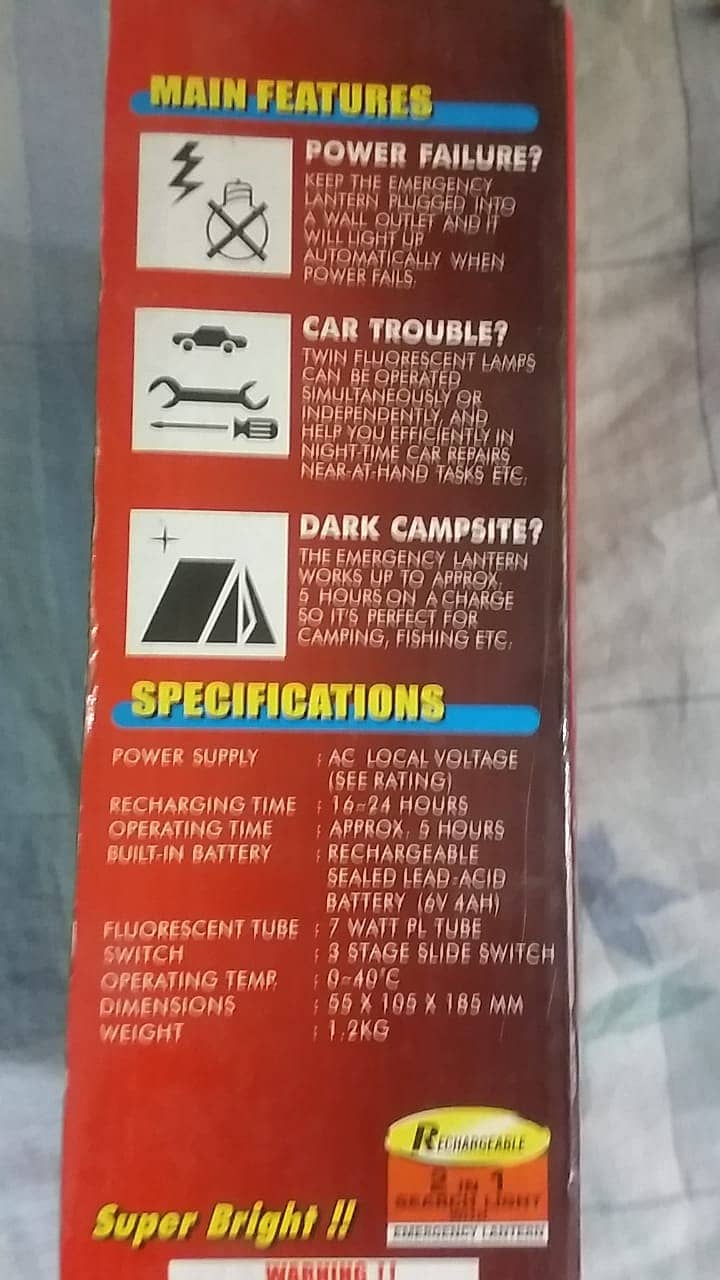 MAIN FEATURES
POWER FAILURE?
KEEP THE EMERGENCY
LANTERN PLUGGED INTO
A WALL OUTLET AND IT
WILL LIGHT UP
AUTOMATICALLY WHEN
POWER FAILS.
CAR TROUBLE?
TWIN FLUORESCENT LAMPS
CAN BE OPERATED
SIMULTANEOUSLY OR
INDEPENDENTLY, AND
HELP YOU EFFICIENTLY IN
NIGHT-TIME CAR REPAIRS
NEAR-AT-HAND TASKS ETC.
DARK CAMPSITE?
THE EMERGENCY LANTERN
WORKS UP TO APPROX.
5 HOURS ON A CHARGE
SO IT'S PERFECT FOR
CAMPING, FISHING ETC.
SPECIFICATIONS
POWER SUPPLY : AC LOCAL VOLTAGE
(SEE RATING)
RECHARGING TIME : 16-24 HOURS
OPERATING TIME : APPROX. 5 HOURS
BUILT-IN BATTERY : RECHARGEABLE
SEALED LEAD-ACID
BATTERY (6V 4AH)
FLUORESCENT TUBE : 7 WATT PL TUBE
SWITCH : 3 STAGE SLIDE SWITCH
OPERATING TEMP. : 0-40°C
DIMENSIONS : 55 X 105 X 185 MM
WEIGHT : 1.2KG
RECHARGEABLE
2 IN 1
SEARCH LIGHT
EMERGENCY LANTERN
Super Bright !!
WARNING !!